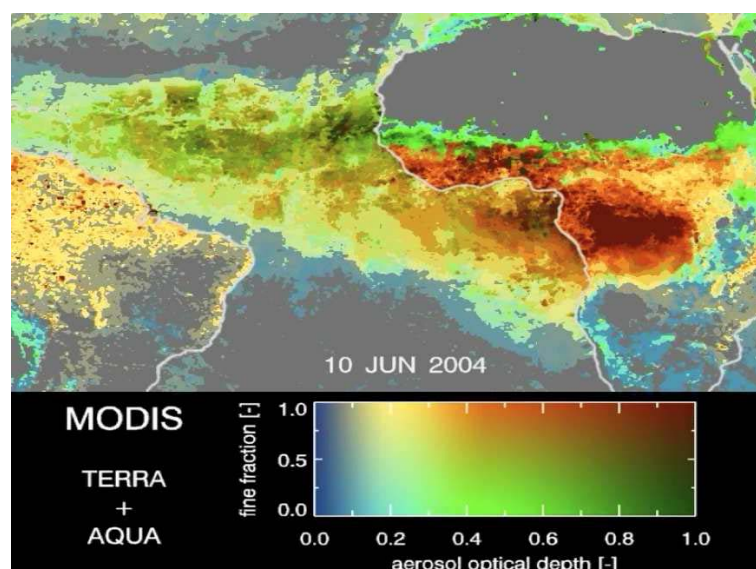 10 JUN 2004
MODIS
TERRA
+
AQUA
fine fraction [-]
1.0
0.5
0.0
0.0 0.2 0.4 0.6 0.8 1.0
aerosol optical depth [-]